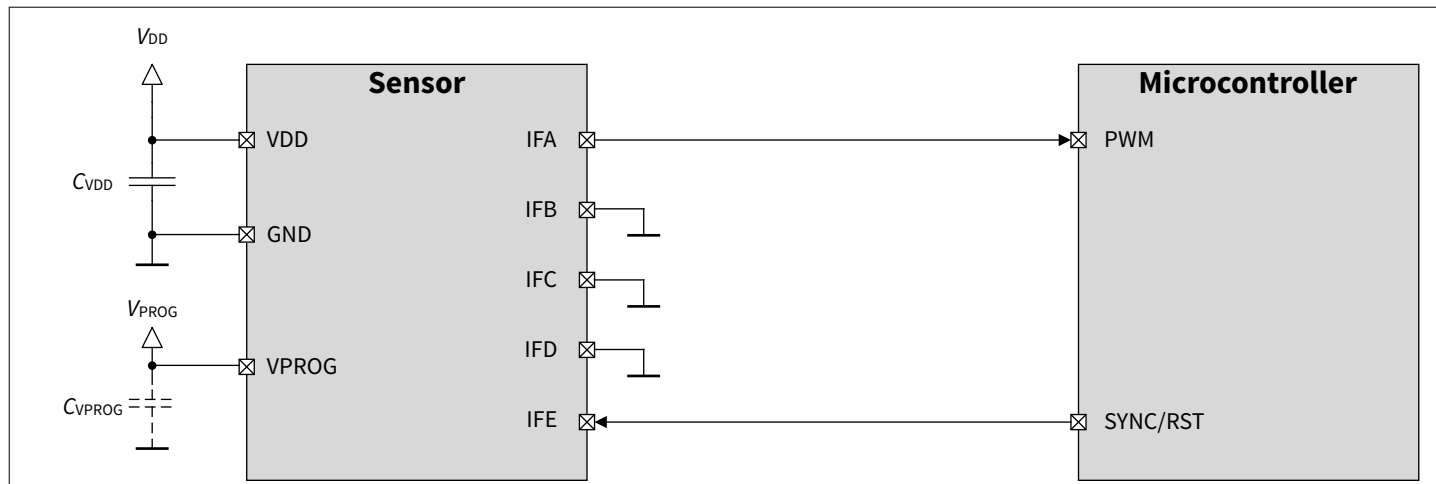 VDD
Sensor
Microcontroller
VDD
IFA
PWM
CVDD
IFB
GND
IFC
VPROG
IFD
VPROG
CVPROG
IFE
SYNC/RST